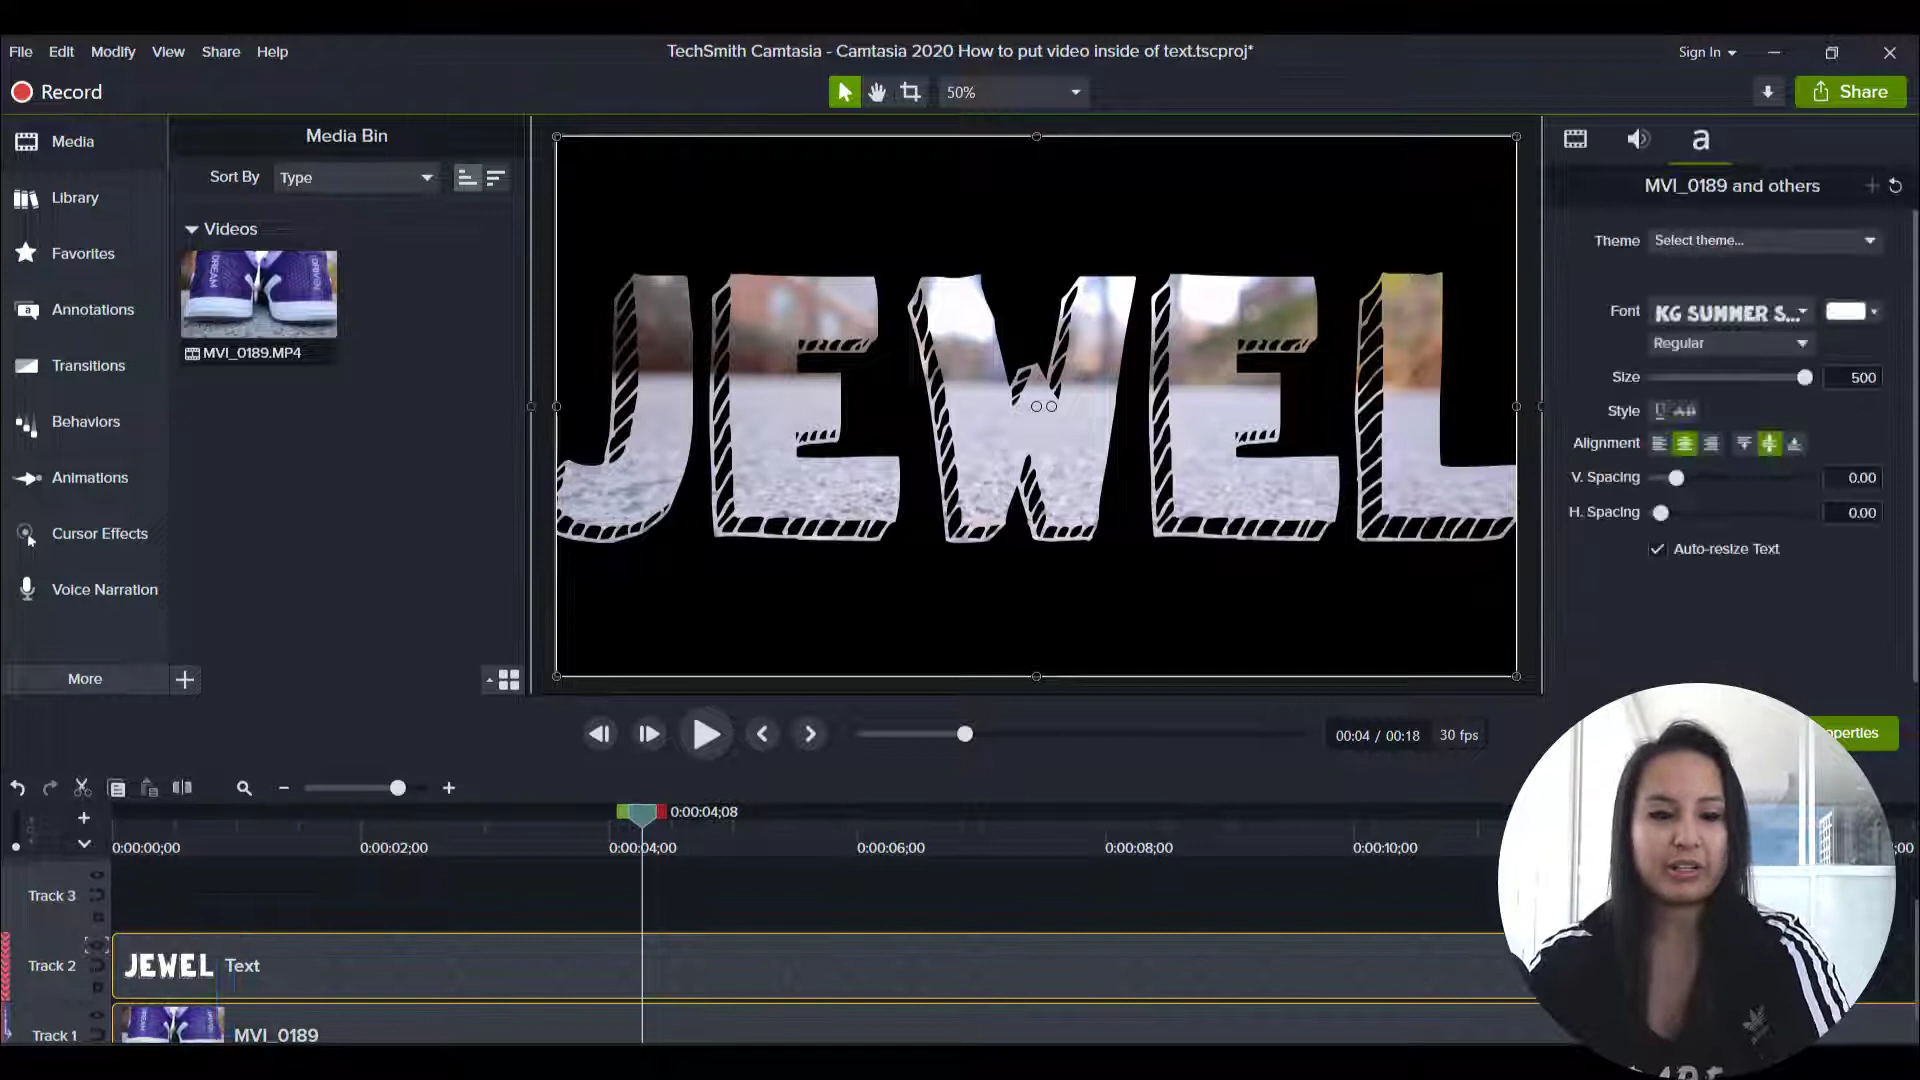 File Edit Modify View Share Help
TechSmith Camtasia - Camtasia 2020 How to put video inside of text.tscproj*
Sign In
Record
50%
Share
Media
Library
Favorites
Annotations
Transitions
Behaviors
Animations
Cursor Effects
Voice Narration
More
Media Bin
Sort By Type
Videos
DREAM DRIVEN
MVI_0189.MP4
JEWEL
a
MVI_0189 and others
Theme Select theme...
Font KG SUMMER S...
Regular
Size 500
Style
Alignment
V. Spacing 0.00
H. Spacing 0.00
Auto-resize Text
00:04 / 00:18 30 fps
0:00:04;08
0:00:00;00 0:00:02;00 0:00:04;00 0:00:06;00 0:00:08;00 0:00:10;00
Track 3
Track 2 JEWEL Text
Track 1 MVI_0189